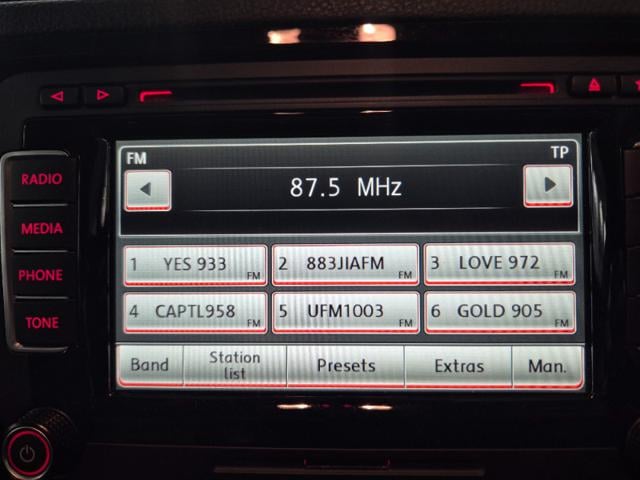 FM TP
87.5 MHz
RADIO
MEDIA
PHONE
TONE
1 YES 933 FM
2 883JIAFM FM
3 LOVE 972 FM
4 CAPTL958 FM
5 UFM1003 FM
6 GOLD 905 FM
Band
Station
list
Presets
Extras
Man.